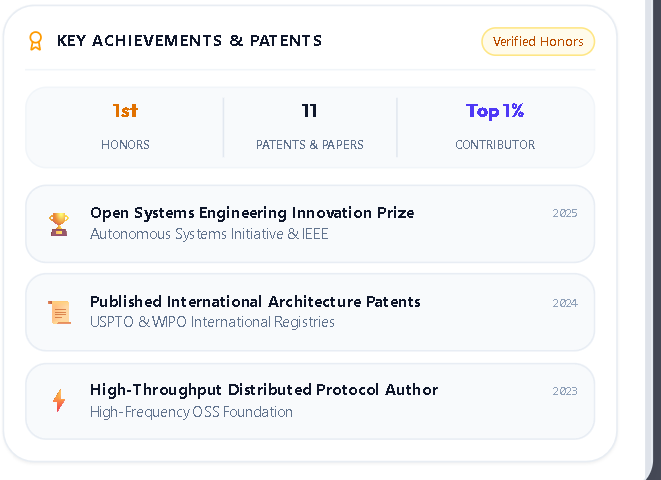 KEY ACHIEVEMENTS & PATENTS
Verified Honors
1st
HONORS
11
PATENTS & PAPERS
Top 1%
CONTRIBUTOR
Open Systems Engineering Innovation Prize
2025
Autonomous Systems Initiative & IEEE
Published International Architecture Patents
2024
USPTO & WIPO International Registries
High-Throughput Distributed Protocol Author
2023
High-Frequency OSS Foundation